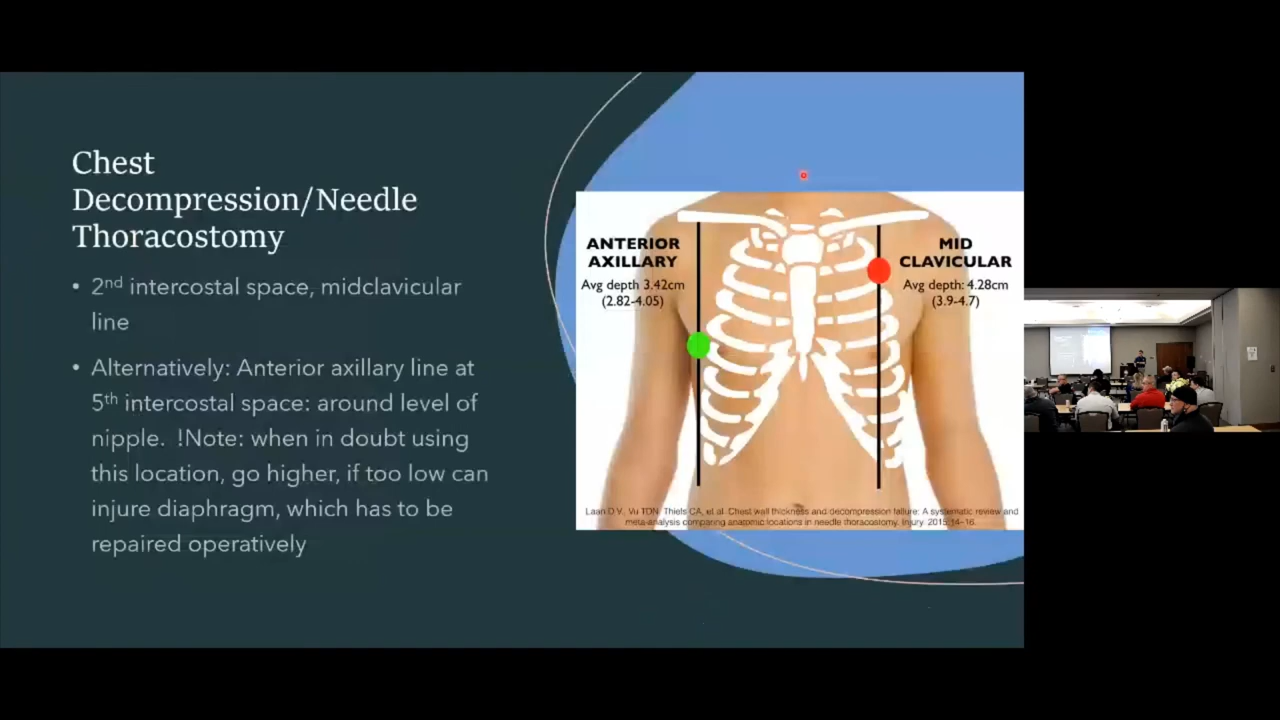 Chest
Decompression/Needle
Thoracostomy
• 2nd intercostal space, midclavicular
line
• Alternatively: Anterior axillary line at
5th intercostal space: around level of
nipple.  !Note: when in doubt using
this location, go higher, if too low can
injure diaphragm, which has to be
repaired operatively
ANTERIOR
AXILLARY
Avg depth 3.42cm
(2.82-4.05)
MID
CLAVICULAR
Avg depth: 4.28cm
(3.9-4.7)
Laan D V., Vu TDN, Thiels CA, et al. Chest wall thickness and decompression failure: A systematic review and
meta-analysis comparing anatomic locations in needle thoracostomy. Injury. 2015:14–16.